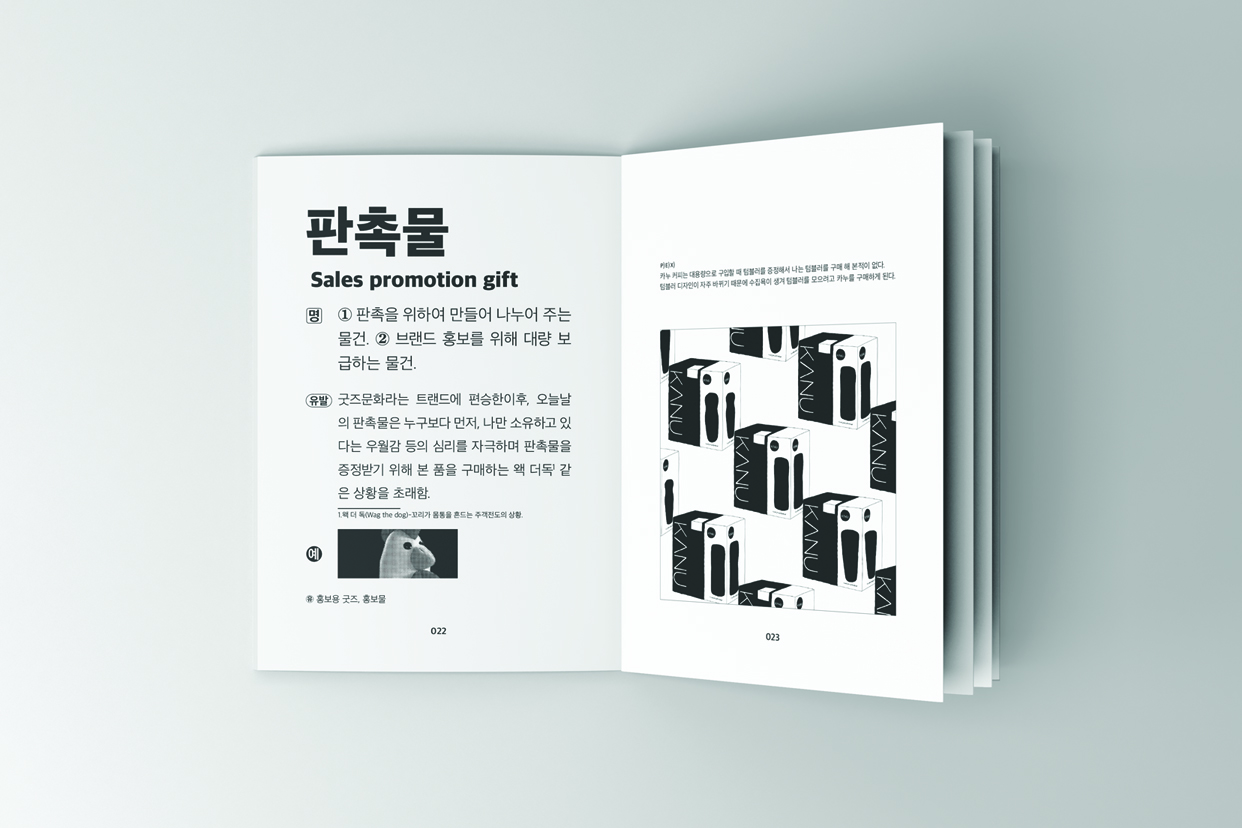 판촉물
Sales promotion gift
명 ① 판촉을 위하여 만들어 나누어 주는
물건. ② 브랜드 홍보를 위해 대량 보
급하는 물건.
유발 굿즈문화라는 트랜드에 편승한이후, 오늘날
의 판촉물은 누구보다 먼저, 나만 소유하고 있
다는 우월감 등의 심리를 자극하며 판촉물을
증정받기 위해 본 품을 구매하는 왝 더독¹ 같
은 상황을 초래함.
1.왝 더 독(Wag the dog)-꼬리가 몸통을 흔드는 주객전도의 상황.
예
유 홍보용 굿즈, 홍보물
022
카티자
카누 커피는 대용량으로 구입할 때 텀블러를 증정해서 나는 텀블러를 구매 해 본적이 없다.
텀블러 디자인이 자주 바뀌기 때문에 수집욕이 생겨 텀블러를 모으려고 카누를 구매하게 된다.
KANU
KANU
KANU
KANU
KANU
KANU
KANU
KANU
023